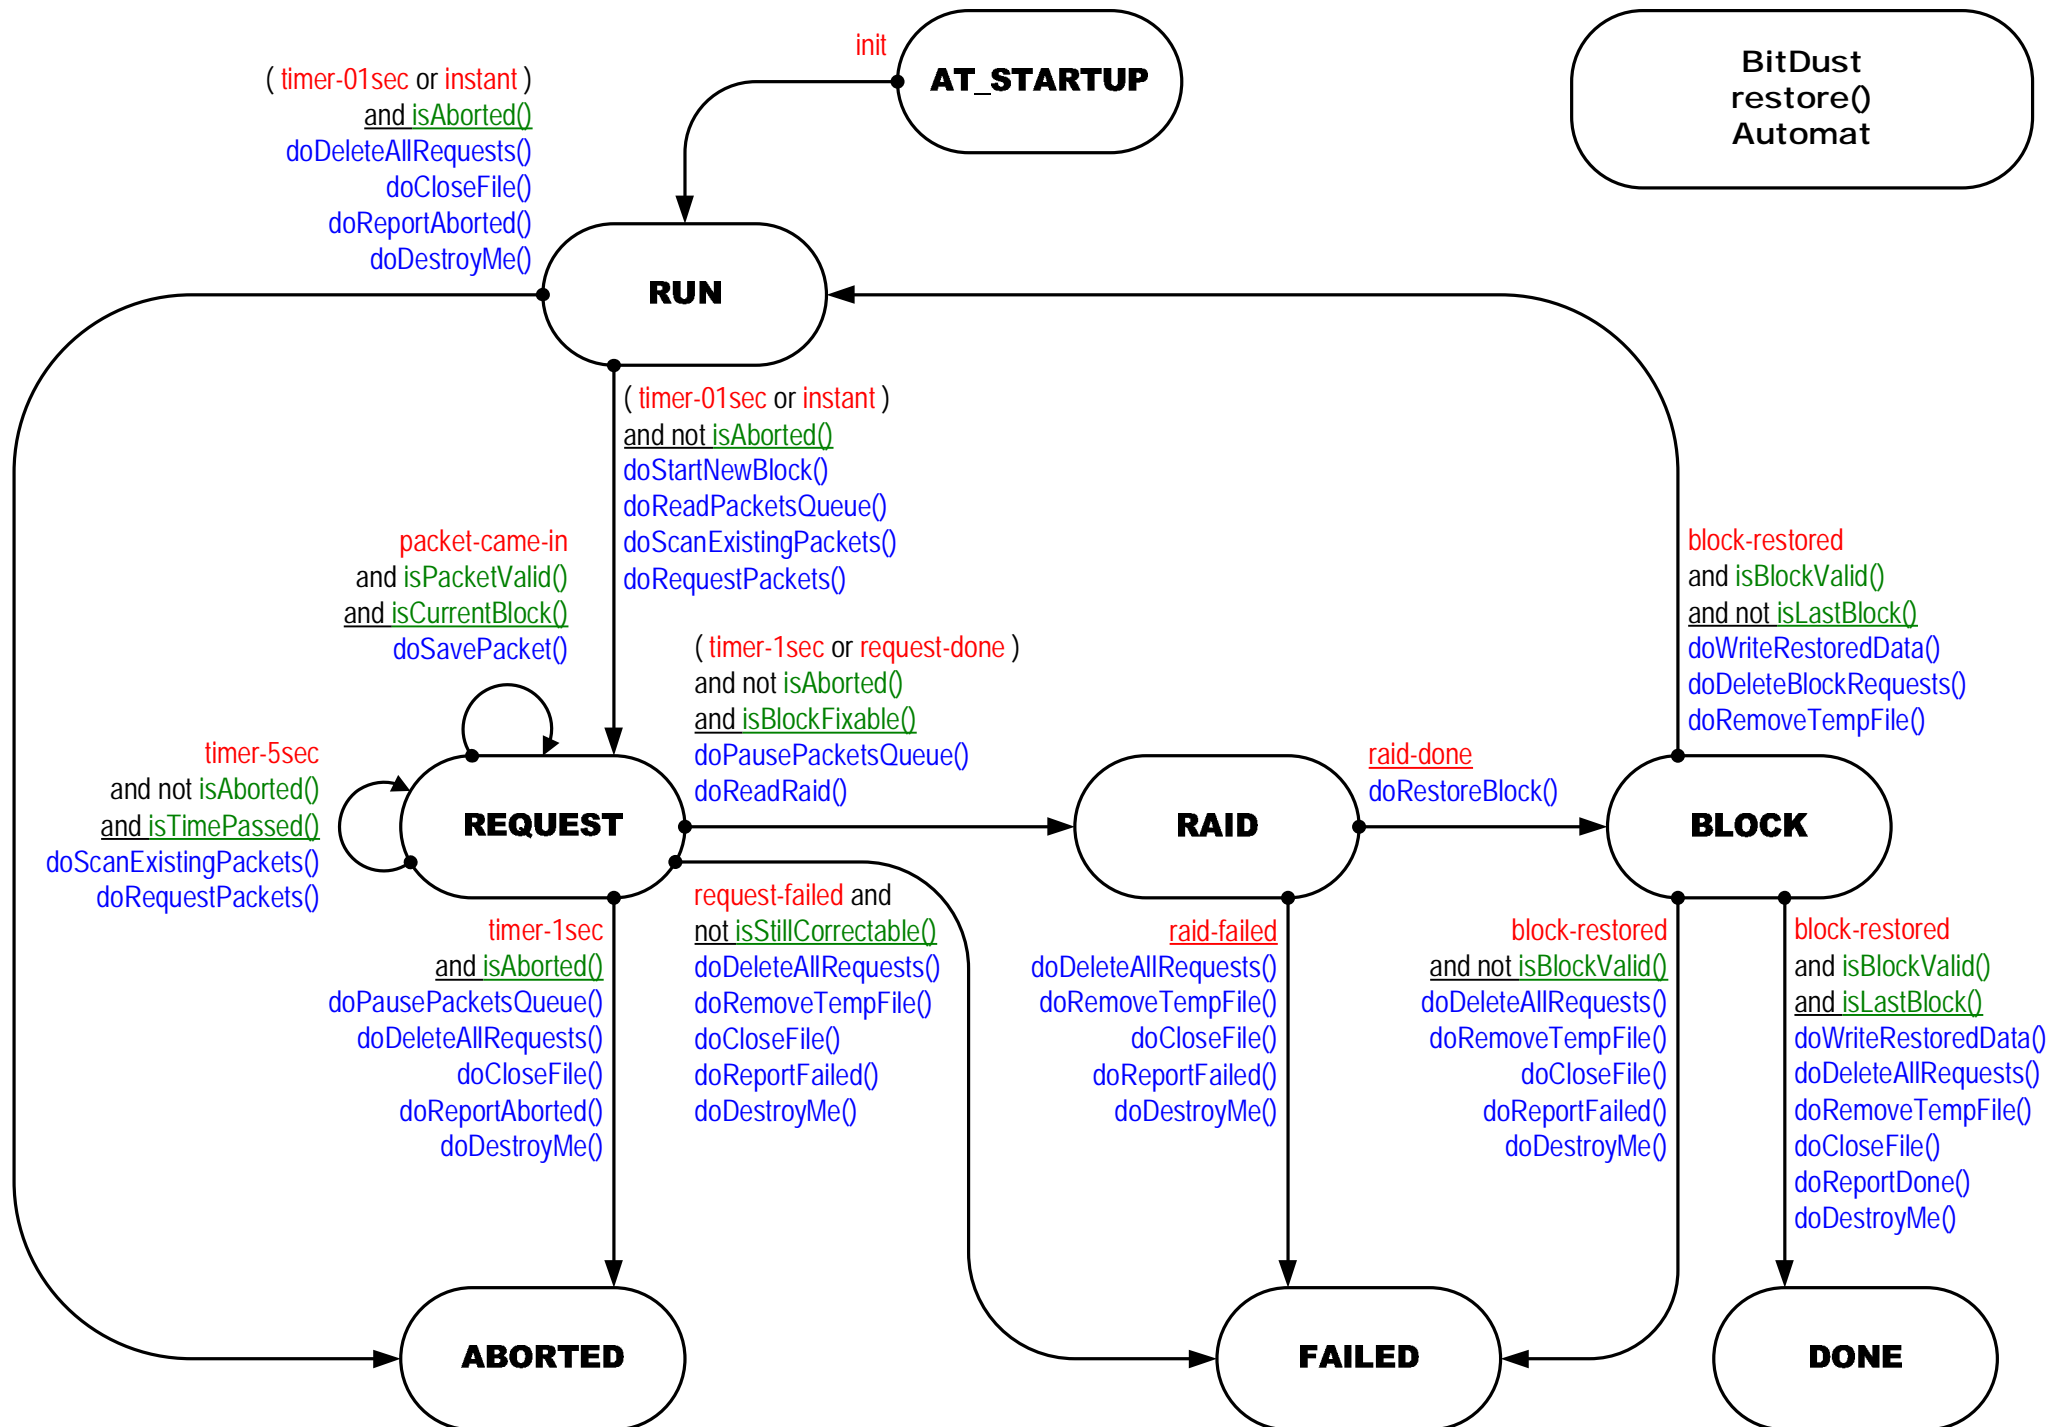 init
AT_STARTUP
BitDust
restore()
Automat
( timer-01sec or instant )
and isAborted()
doDeleteAllRequests()
doCloseFile()
doReportAborted()
doDestroyMe()
RUN
( timer-01sec or instant )
and not isAborted()
doStartNewBlock()
doReadPacketsQueue()
doScanExistingPackets()
doRequestPackets()
packet-came-in
and isPacketValid()
and isCurrentBlock()
doSavePacket()
block-restored
and isBlockValid()
and not isLastBlock()
doWriteRestoredData()
doDeleteBlockRequests()
doRemoveTempFile()
( timer-1sec or request-done )
and not isAborted()
and isBlockFixable()
doPausePacketsQueue()
doReadRaid()
timer-5sec
and not isAborted()
and isTimePassed()
doScanExistingPackets()
doRequestPackets()
raid-done
doRestoreBlock()
REQUEST
RAID
BLOCK
timer-1sec
and isAborted()
doPausePacketsQueue()
doDeleteAllRequests()
doCloseFile()
doReportAborted()
doDestroyMe()
request-failed and
not isStillCorrectable()
doDeleteAllRequests()
doRemoveTempFile()
doCloseFile()
doReportFailed()
doDestroyMe()
raid-failed
doDeleteAllRequests()
doRemoveTempFile()
doCloseFile()
doReportFailed()
doDestroyMe()
block-restored
and not isBlockValid()
doDeleteAllRequests()
doRemoveTempFile()
doCloseFile()
doReportFailed()
doDestroyMe()
block-restored
and isBlockValid()
and isLastBlock()
doWriteRestoredData()
doDeleteAllRequests()
doRemoveTempFile()
doCloseFile()
doReportDone()
doDestroyMe()
ABORTED
FAILED
DONE